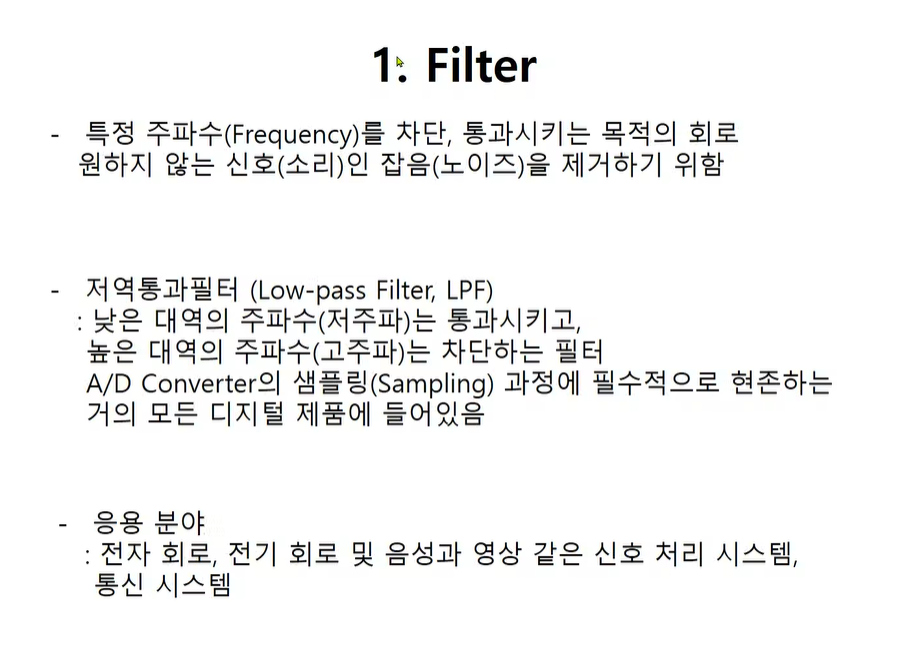 1. Filter
- 특정 주파수(Frequency)를 차단, 통과시키는 목적의 회로
원하지 않는 신호(소리)인 잡음(노이즈)을 제거하기 위함
- 저역통과필터 (Low-pass Filter, LPF)
: 낮은 대역의 주파수(저주파)는 통과시키고,
높은 대역의 주파수(고주파)는 차단하는 필터
A/D Converter의 샘플링(Sampling) 과정에 필수적으로 현존하는
거의 모든 디지털 제품에 들어있음
- 응용 분야
: 전자 회로, 전기 회로 및 음성과 영상 같은 신호 처리 시스템,
통신 시스템